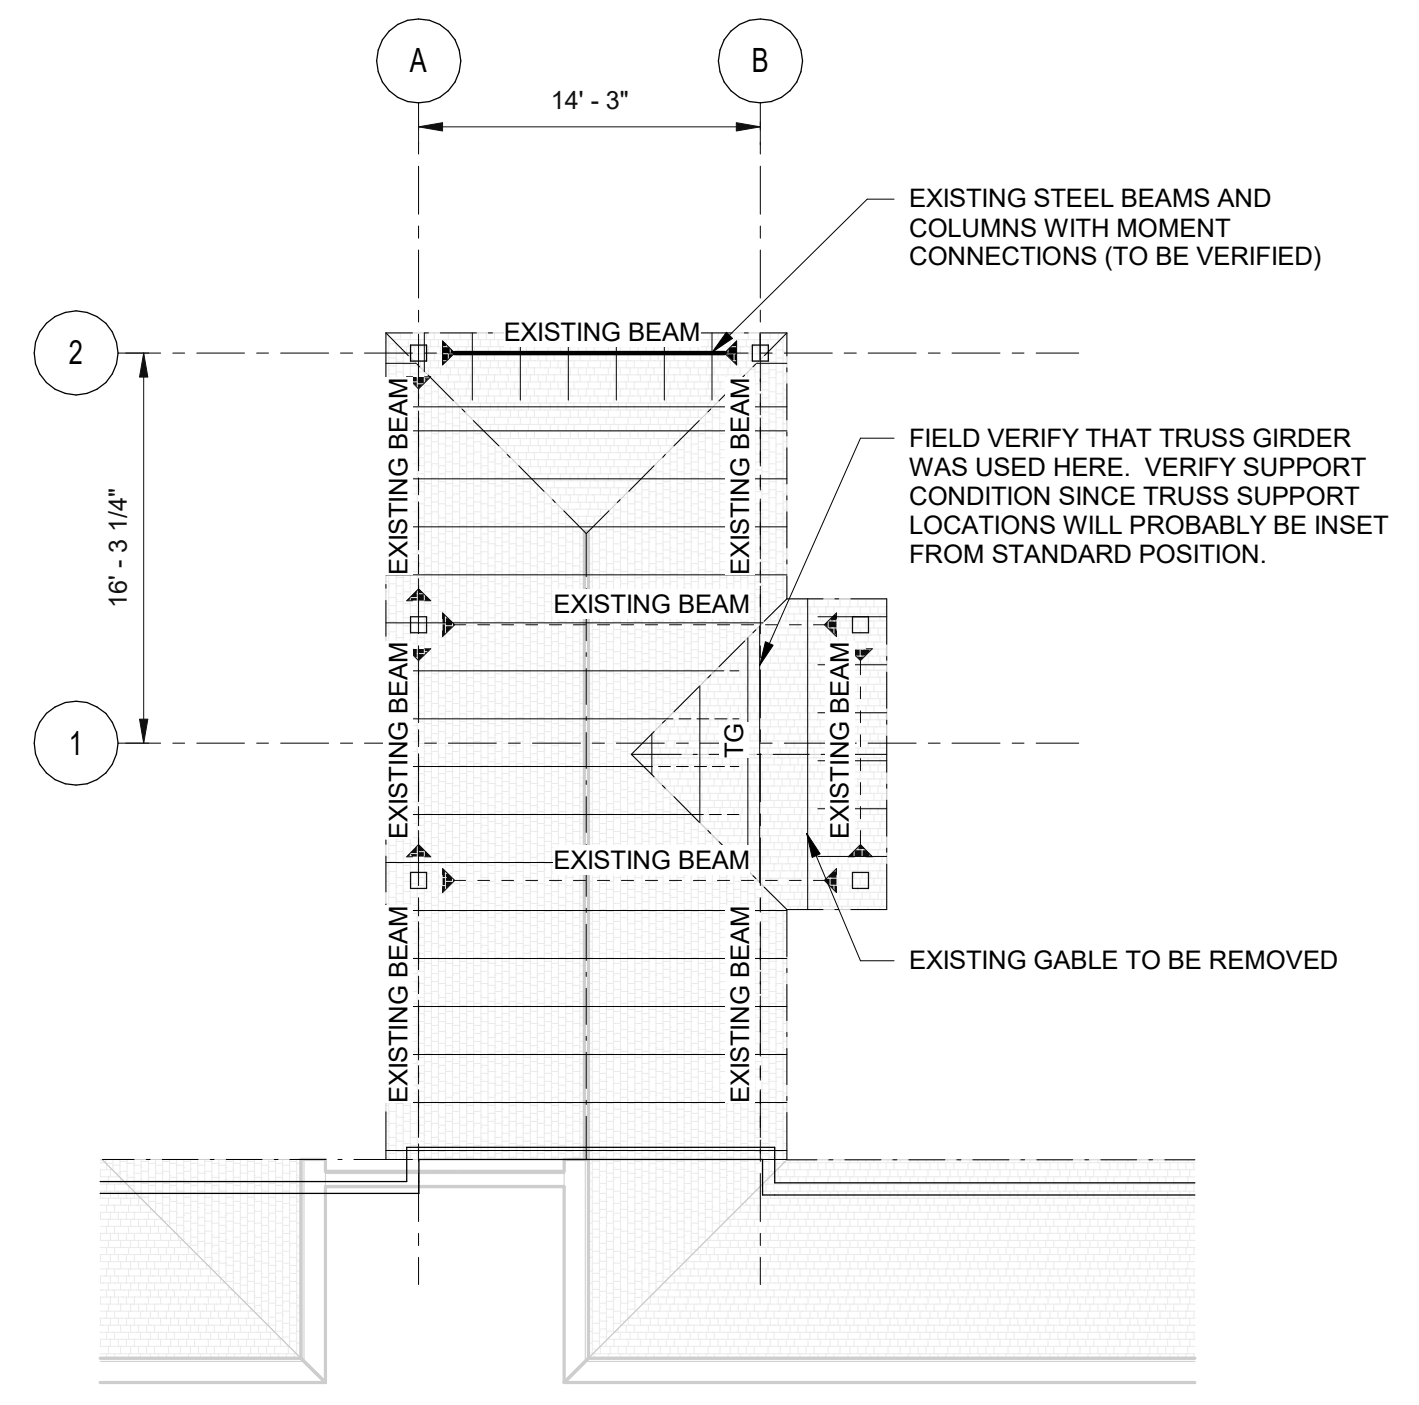 A
B
14' - 3"
EXISTING STEEL BEAMS AND
COLUMNS WITH MOMENT
CONNECTIONS (TO BE VERIFIED)
2
EXISTING BEAM
EXISTING BEAM
EXISTING BEAM
FIELD VERIFY THAT TRUSS GIRDER
WAS USED HERE. VERIFY SUPPORT
CONDITION SINCE TRUSS SUPPORT
LOCATIONS WILL PROBABLY BE INSET
FROM STANDARD POSITION.
16' - 3 1/4"
EXISTING BEAM
EXISTING BEAM
TG
EXISTING BEAM
1
EXISTING BEAM
EXISTING BEAM
EXISTING BEAM
EXISTING GABLE TO BE REMOVED